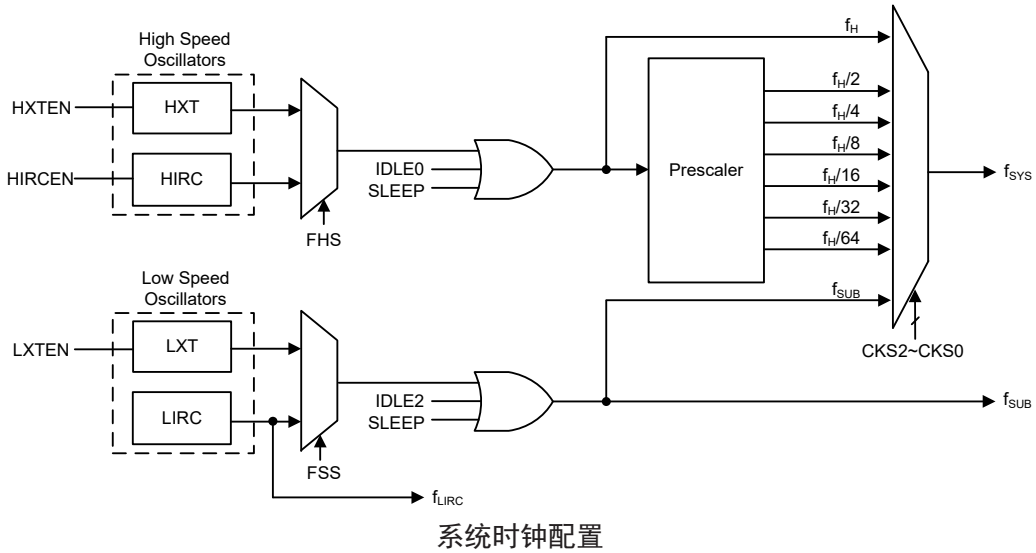 High Speed
Oscillators
HXTEN
HXT
HIRCEN
HIRC
FHS
IDLE0
SLEEP
Prescaler
fH
fH/2
fH/4
fH/8
fH/16
fH/32
fH/64
fSUB
CKS2~CKS0
fSYS
Low Speed
Oscillators
LXTEN
LXT
LIRC
FSS
IDLE2
SLEEP
fSUB
fLIRC
系统时钟配置